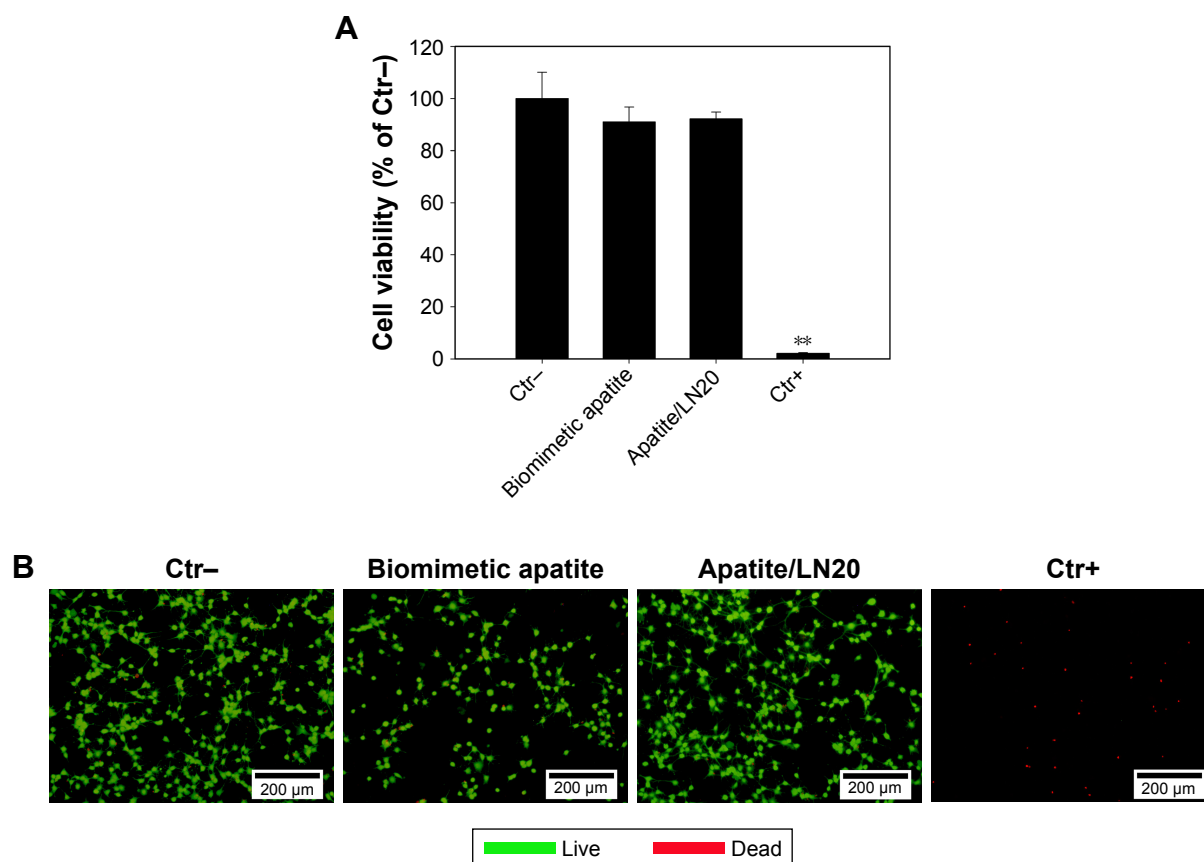 A
Cell viability (% of Ctr–)
120
100
80
60
40
20
0
**
Ctr–
Biomimetic apatite
Apatite/LN20
Ctr+
B
Ctr–
Biomimetic apatite
Apatite/LN20
Ctr+
200 µm
200 µm
200 µm
200 µm
Live
Dead